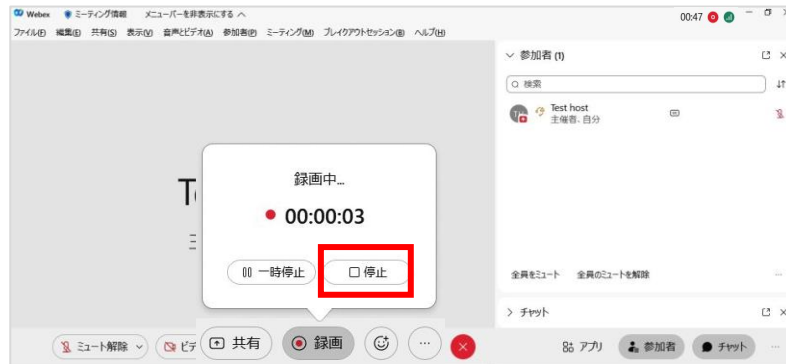 Webex ミーティング情報 メニューバーを非表示にする 00:47
ファイル(F) 編集(E) 共有(S) 表示(V) 音声とビデオ(A) 参加者(P) ミーティング(M) ブレイクアウトセッション(B) ヘルプ(H)
参加者 (1)
検索
Test host
主催者、自分
録画中...
00:00:03
一時停止 停止
全員をミュート 全員のミュートを解除
チャット
ミュート解除 共有 録画 アプリ 参加者 チャット